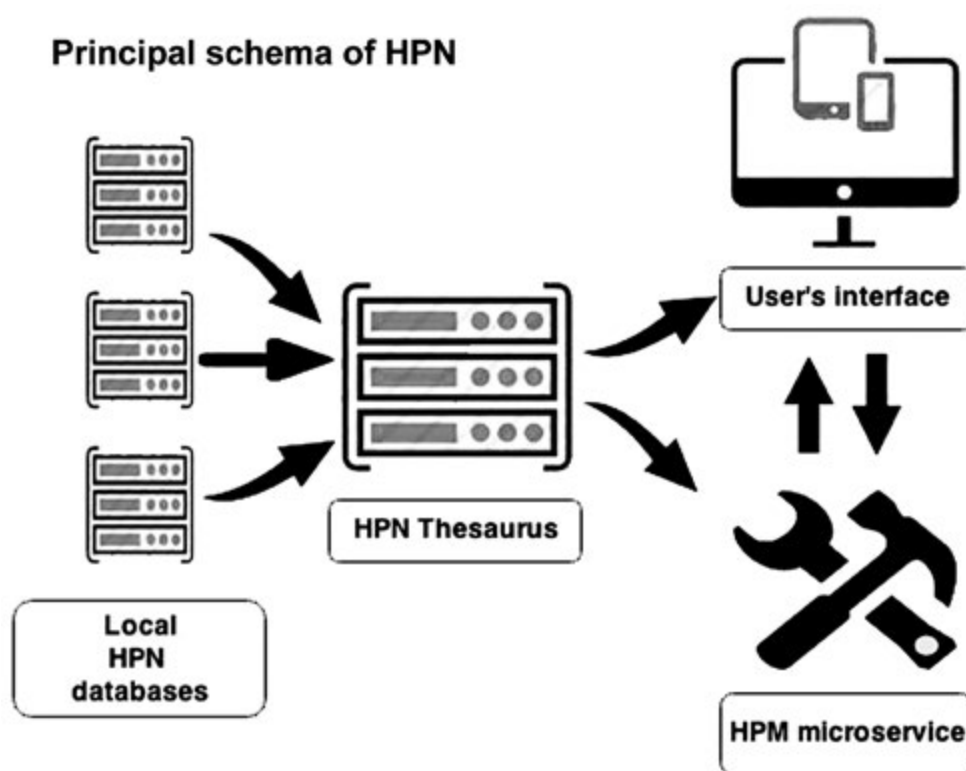 Principal schema of HPN
User's interface
HPN Thesaurus
Local
HPN
databases
HPM microservice